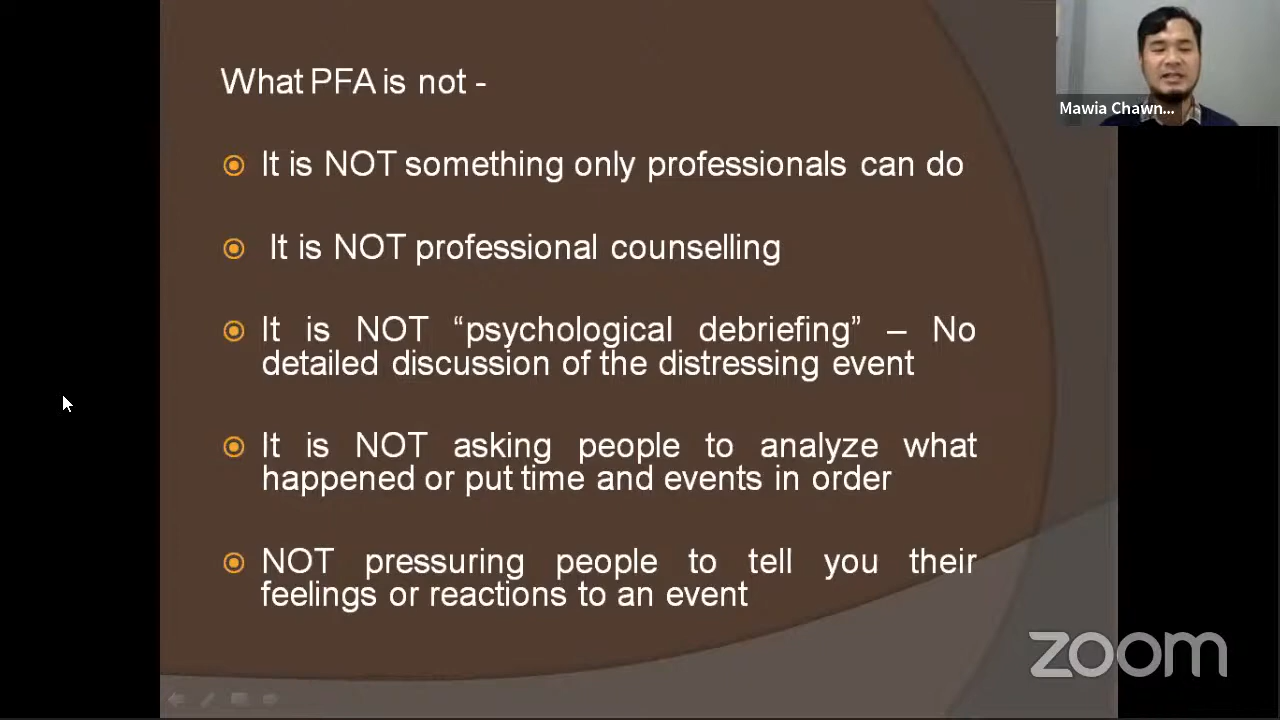 What PFA is not -
It is NOT something only professionals can do
It is NOT professional counselling
It is NOT “psychological debriefing” – No
detailed discussion of the distressing event
It is NOT asking people to analyze what
happened or put time and events in order
NOT pressuring people to tell you their
feelings or reactions to an event
Mawia Chawn...
zoom